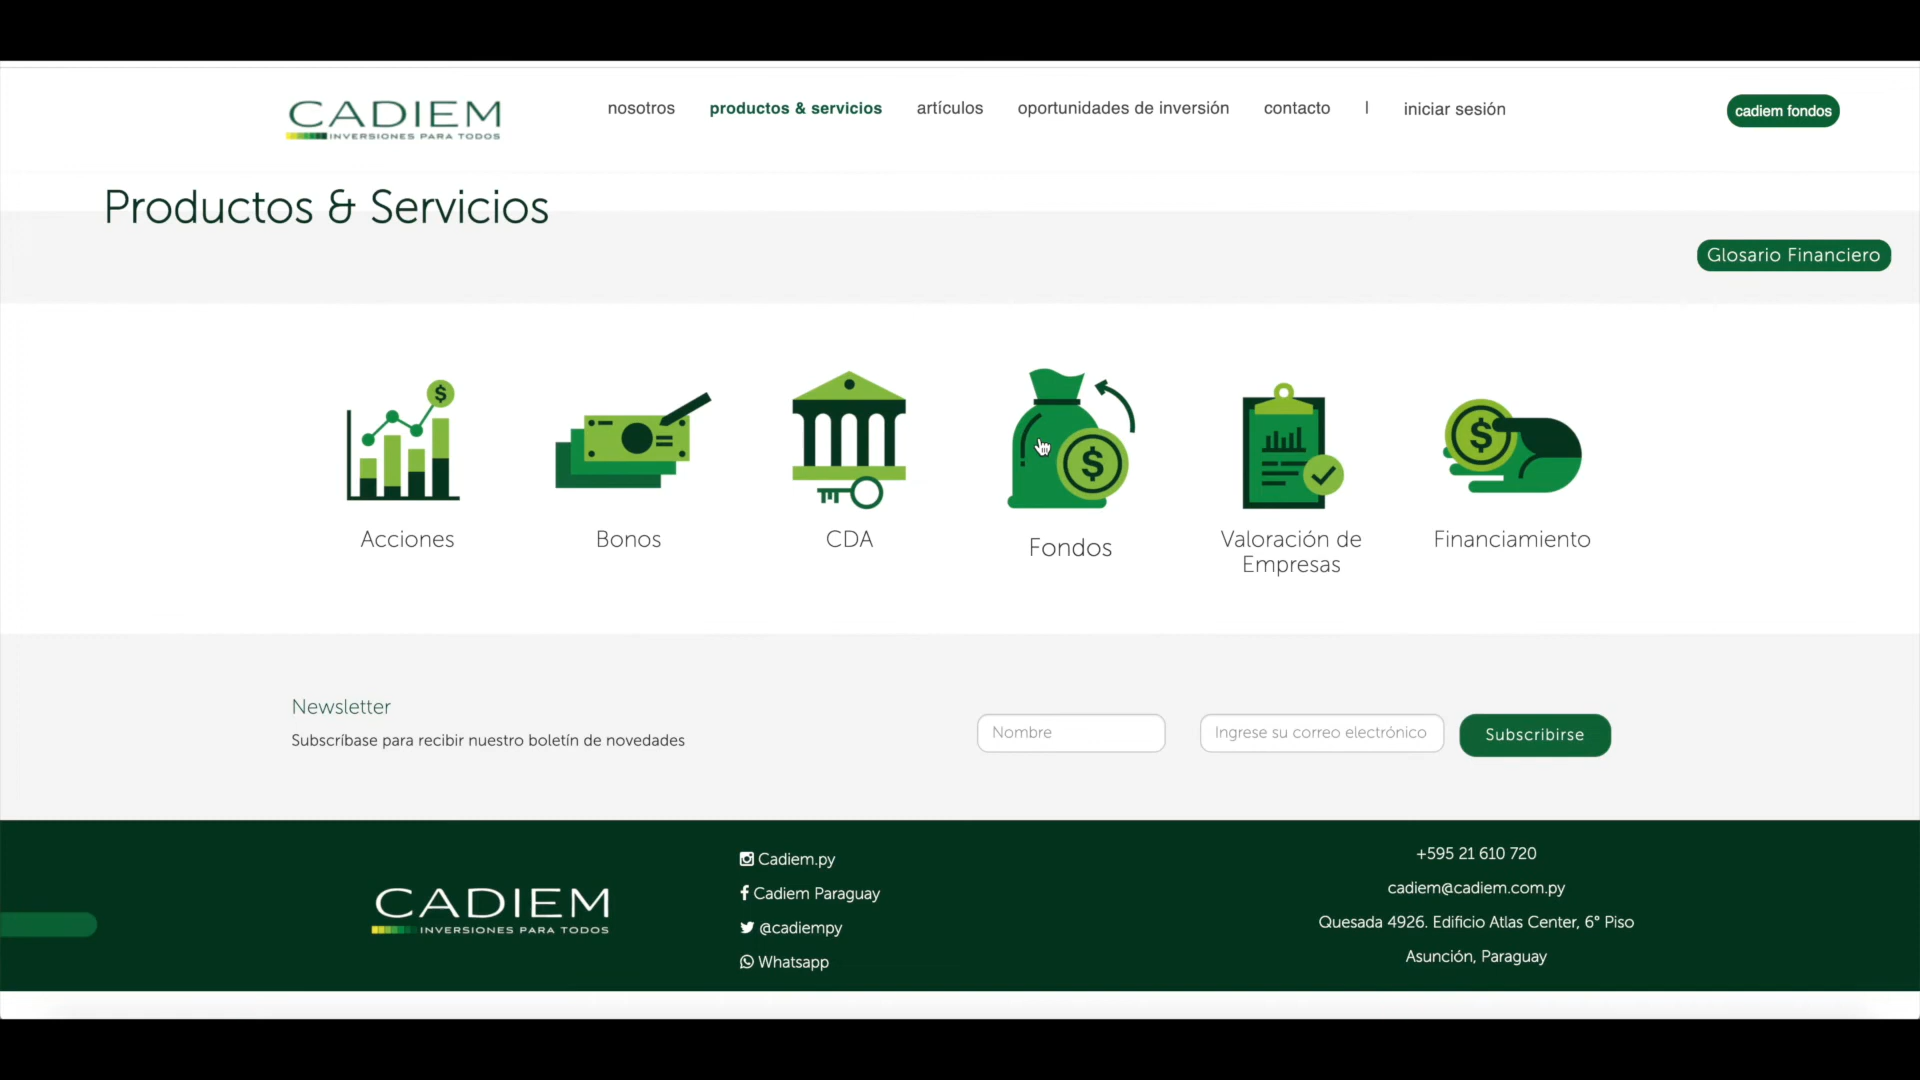 CADIEM
INVERSIONES PARA TODOS
nosotros
productos & servicios
artículos
oportunidades de inversión
contacto
|
iniciar sesión
cadiem fondos
Productos & Servicios
Glosario Financiero
$
$
$
Acciones
Bonos
CDA
Fondos
Valoración de
Empresas
Financiamiento
Newsletter
Subscríbase para recibir nuestro boletín de novedades
Nombre
Ingrese su correo electrónico
Subscribirse
CADIEM
INVERSIONES PARA TODOS
Cadiem.py
Cadiem Paraguay
@cadiempy
Whatsapp
+595 21 610 720
cadiem@cadiem.com.py
Quesada 4926. Edificio Atlas Center, 6° Piso
Asunción, Paraguay